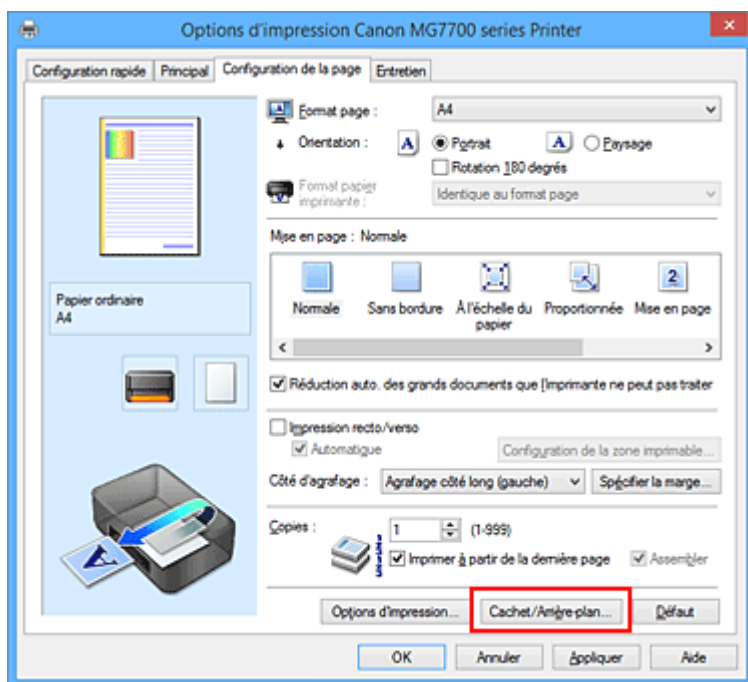 Options d'impression Canon MG7700 series Printer
Configuration rapide Principal Configuration de la page Entretien
Format page : A4
Orientation : A Portrait A Paysage
Rotation 180 degrés
Format papier imprimante : Identique au format page
Mise en page : Normale
Normale Sans bordure À l'échelle du papier Proportionnée Mise en page
Papier ordinaire
A4
Réduction auto. des grands documents que l'imprimante ne peut pas traiter
Impression recto/verso
Automatique Configuration de la zone imprimable...
Côté d'agrafage : Agrafage côté long (gauche) Spécifier la marge...
Copies : 1 (1-999)
Imprimer à partir de la dernière page Assembler
Options d'impression... Cachet/Arrière-plan... Défaut
OK Annuler Appliquer Aide